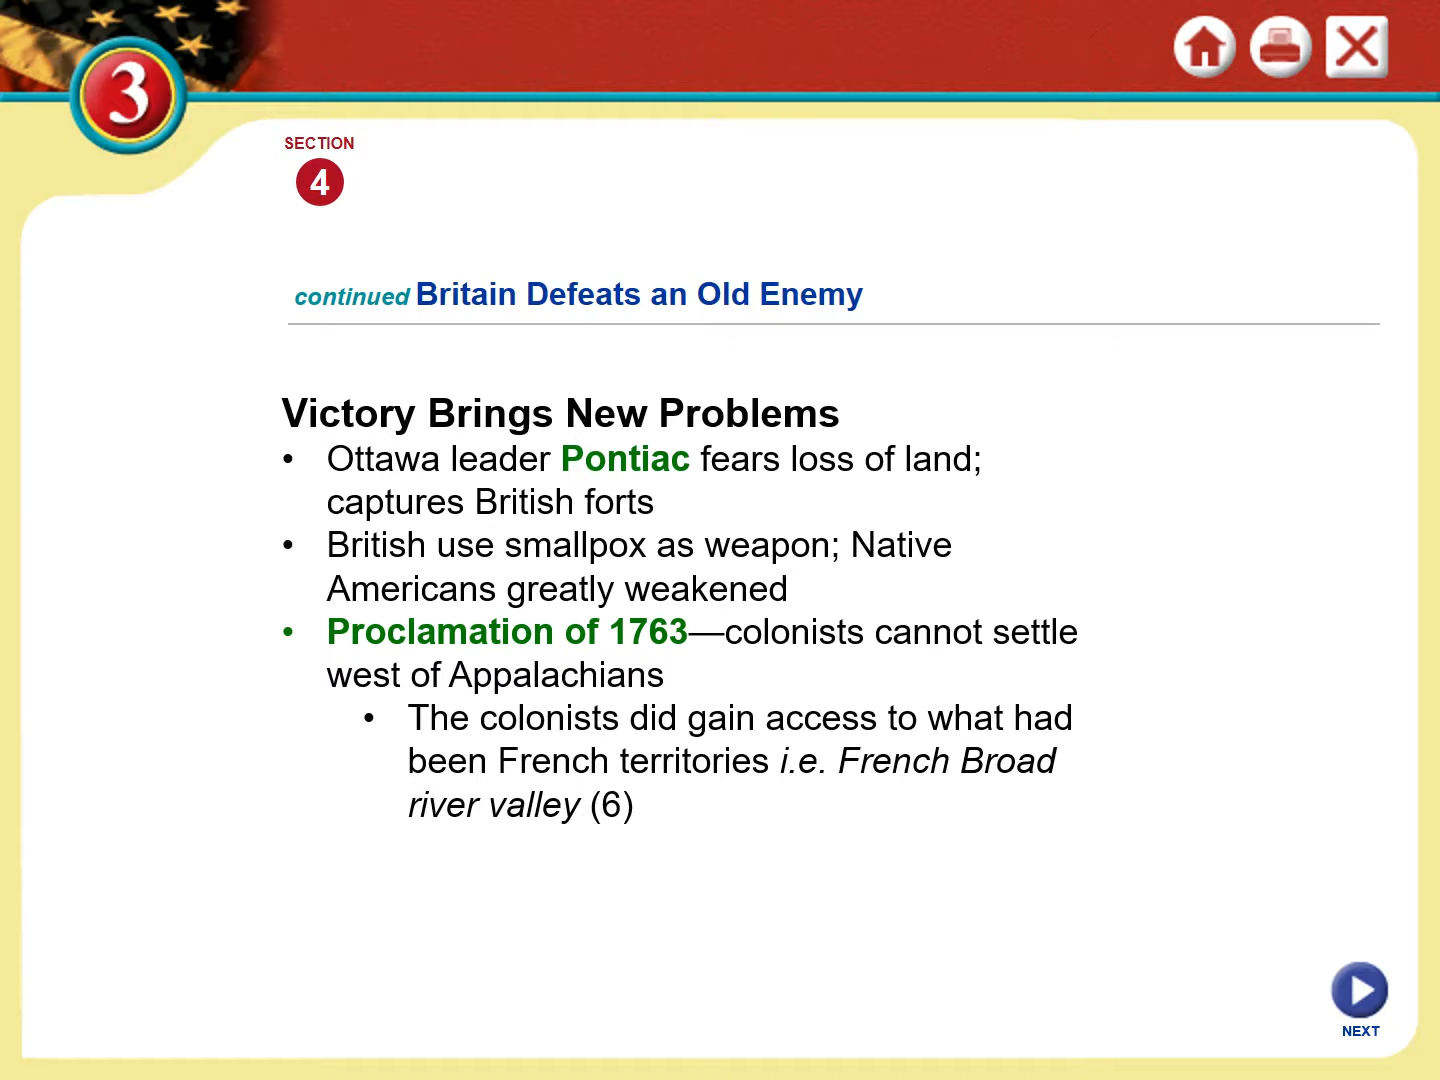 3
SECTION
4
continued Britain Defeats an Old Enemy
Victory Brings New Problems
• Ottawa leader Pontiac fears loss of land;
captures British forts
• British use smallpox as weapon; Native
Americans greatly weakened
• Proclamation of 1763—colonists cannot settle
west of Appalachians
• The colonists did gain access to what had
been French territories i.e. French Broad
river valley (6)
NEXT